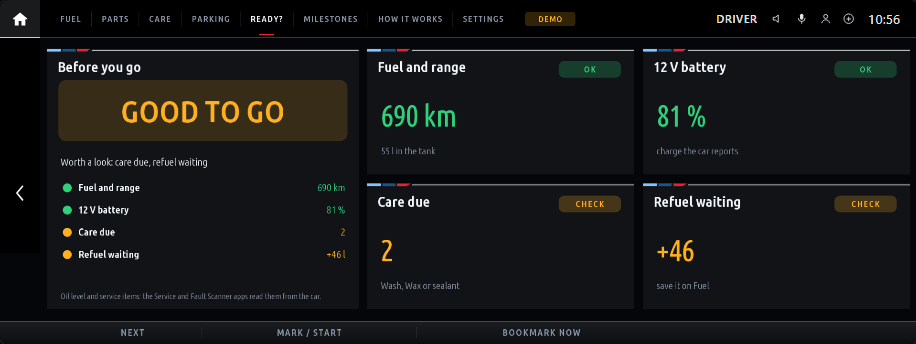 FUEL PARTS CARE PARKING READY? MILESTONES HOW IT WORKS SETTINGS DEMO DRIVER 10:56
Before you go
GOOD TO GO
Worth a look: care due, refuel waiting
Fuel and range 690 km
12 V battery 81 %
Care due 2
Refuel waiting +46 l
Oil level and service items: the Service and Fault Scanner apps read them from the car.
Fuel and range OK
690 km
55 l in the tank
12 V battery OK
81 %
charge the car reports
Care due CHECK
2
Wash, Wax or sealant
Refuel waiting CHECK
+46
save it on Fuel
NEXT MARK / START BOOKMARK NOW